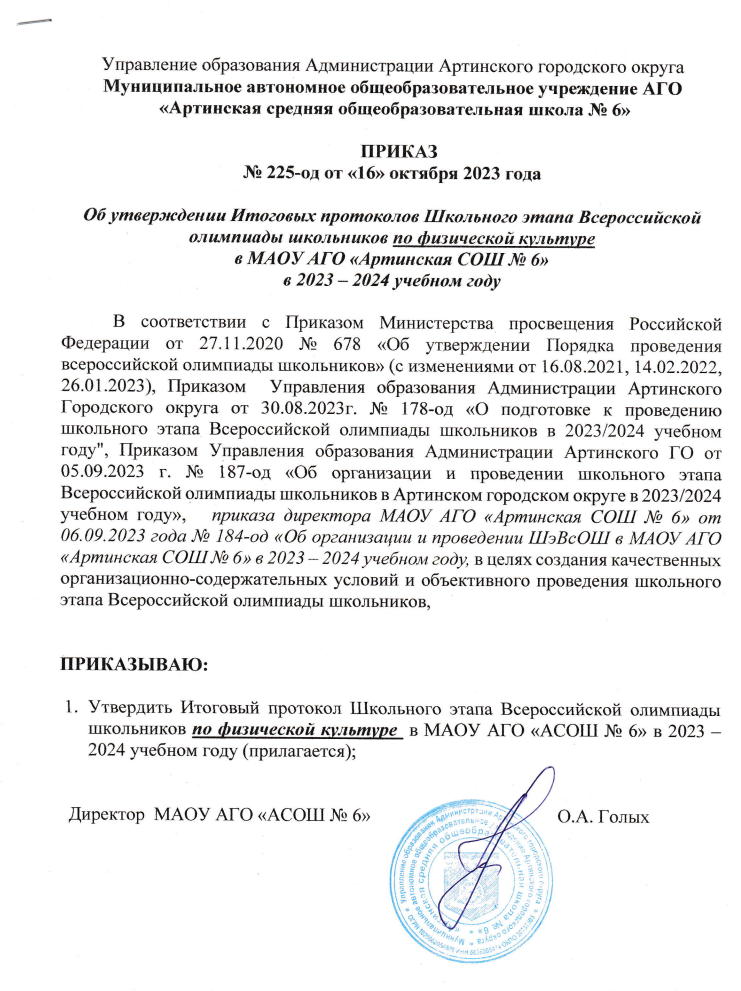 Управление образования Администрации Артинского городского округа
Муниципальное автономное общеобразовательное учреждение АГО
«Артинская средняя общеобразовательная школа № 6»
ПРИКАЗ
№ 225-од от «16» октября 2023 года
Об утверждении Итоговых протоколов Школьного этапа Всероссийской
олимпиады школьников по физической культуре
в МАОУ АГО «Артинская СОШ № 6»
в 2023 – 2024 учебном году
В соответствии с Приказом Министерства просвещения Российской
Федерации от 27.11.2020 № 678 «Об утверждении Порядка проведения
всероссийской олимпиады школьников» (с изменениями от 16.08.2021, 14.02.2022,
26.01.2023), Приказом Управления образования Администрации Артинского
Городского округа от 30.08.2023г. № 178-од «О подготовке к проведению
школьного этапа Всероссийской олимпиады школьников в 2023/2024 учебном
году", Приказом Управления образования Администрации Артинского ГО от
05.09.2023 г. № 187-од «Об организации и проведении школьного этапа
Всероссийской олимпиады школьников в Артинском городском округе в 2023/2024
учебном году», приказа директора МАОУ АГО «Артинская СОШ № 6» от
06.09.2023 года № 184-од «Об организации и проведении ШэВсОШ в МАОУ АГО
«Артинская СОШ № 6» в 2023 – 2024 учебном году, в целях создания качественных
организационно-содержательных условий и объективного проведения школьного
этапа Всероссийской олимпиады школьников,
ПРИКАЗЫВАЮ:
1. Утвердить Итоговый протокол Школьного этапа Всероссийской олимпиады
школьников по физической культуре в МАОУ АГО «АСОШ № 6» в 2023 –
2024 учебном году (прилагается);
Директор МАОУ АГО «АСОШ № 6» О.А. Голых